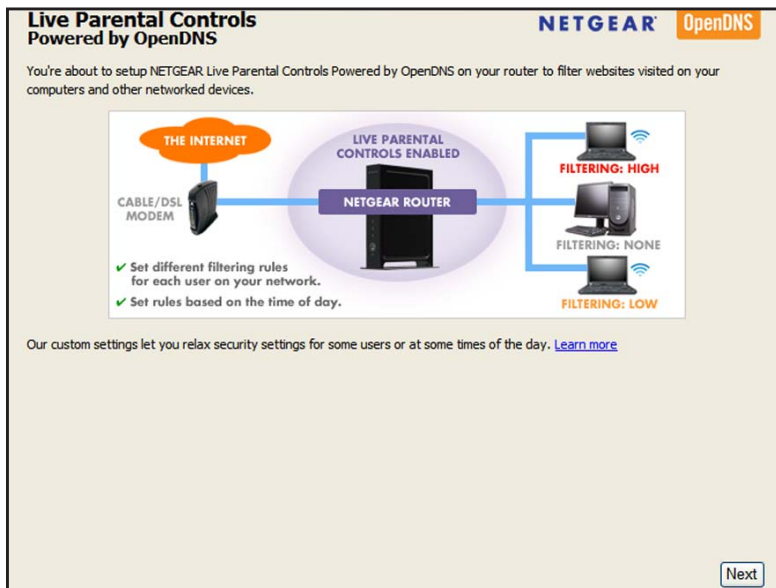 Live Parental Controls
Powered by OpenDNS
NETGEAR
OpenDNS
You're about to setup NETGEAR Live Parental Controls Powered by OpenDNS on your router to filter websites visited on your
computers and other networked devices.
THE INTERNET
CABLE/DSL
MODEM
LIVE PARENTAL
CONTROLS ENABLED
NETGEAR ROUTER
FILTERING: HIGH
FILTERING: NONE
FILTERING: LOW
✔ Set different filtering rules
for each user on your network.
✔ Set rules based on the time of day.
Our custom settings let you relax security settings for some users or at some times of the day. Learn more
Next